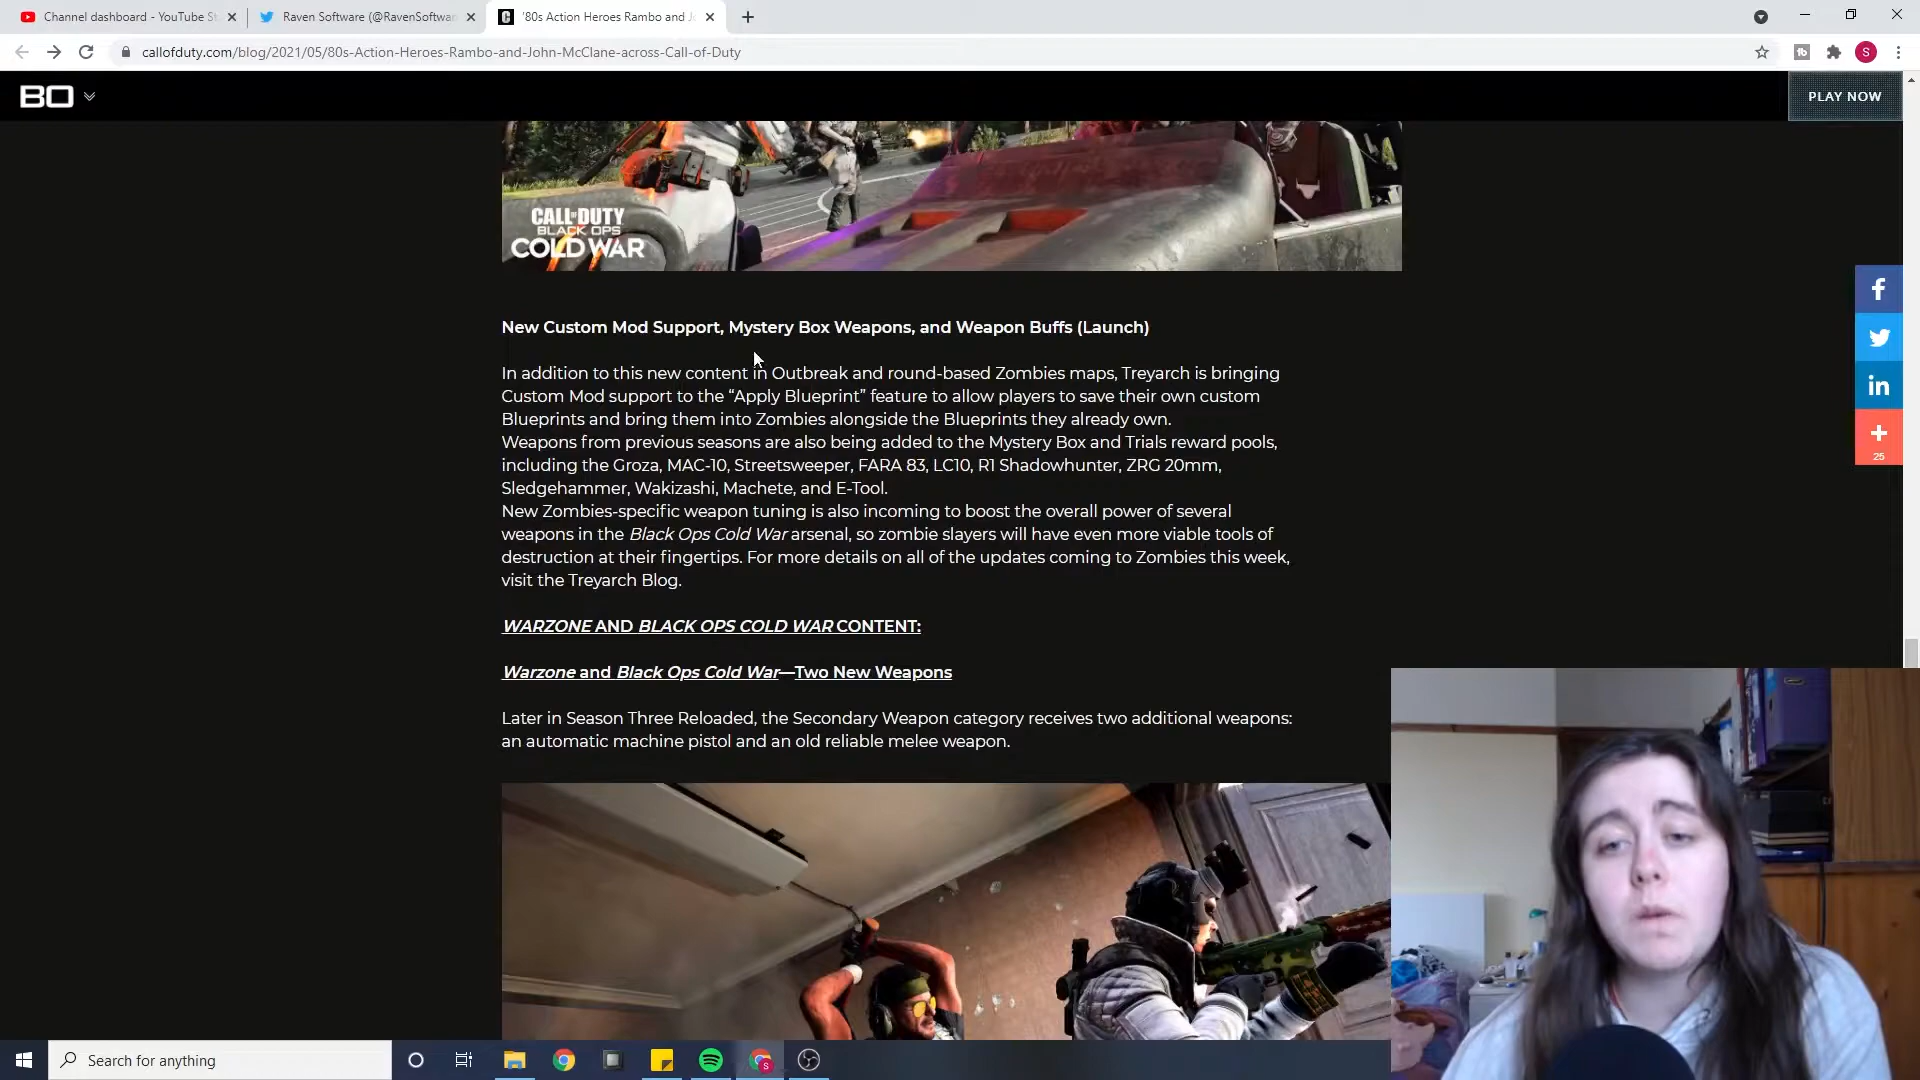 Channel dashboard - YouTube St
Raven Software (@RavenSoftwar
'80s Action Heroes Rambo and J
callofduty.com/blog/2021/05/80s-Action-Heroes-Rambo-and-John-McClane-across-Call-of-Duty
S
BO
PLAY NOW
CALL OF DUTY
BLACK OPS
COLD WAR
New Custom Mod Support, Mystery Box Weapons, and Weapon Buffs (Launch)
In addition to this new content in Outbreak and round-based Zombies maps, Treyarch is bringing
Custom Mod support to the “Apply Blueprint” feature to allow players to save their own custom
Blueprints and bring them into Zombies alongside the Blueprints they already own.
Weapons from previous seasons are also being added to the Mystery Box and Trials reward pools,
including the Groza, MAC-10, Streetsweeper, FARA 83, LC10, R1 Shadowhunter, ZRG 20mm,
Sledgehammer, Wakizashi, Machete, and E-Tool.
New Zombies-specific weapon tuning is also incoming to boost the overall power of several
weapons in the Black Ops Cold War arsenal, so zombie slayers will have even more viable tools of
destruction at their fingertips. For more details on all of the updates coming to Zombies this week,
visit the Treyarch Blog.
WARZONE AND BLACK OPS COLD WAR CONTENT:
Warzone and Black Ops Cold War—Two New Weapons
Later in Season Three Reloaded, the Secondary Weapon category receives two additional weapons:
an automatic machine pistol and an old reliable melee weapon.
25
Search for anything